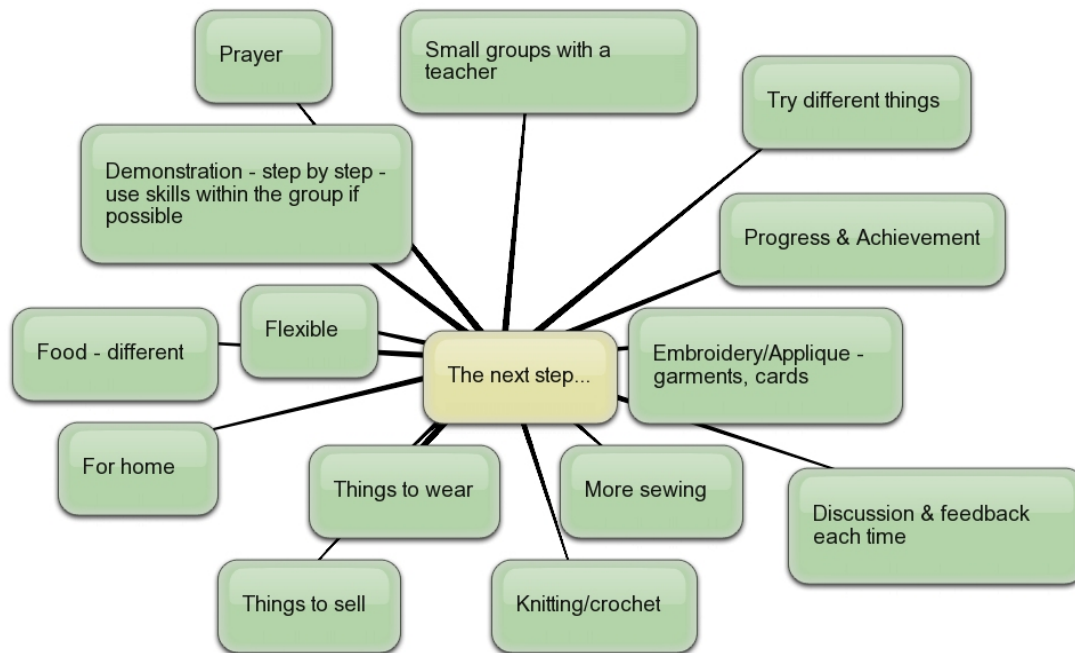 Prayer
Small groups with a
teacher
Try different things
Demonstration - step by step -
use skills within the group if
possible
Progress & Achievement
Flexible
Food - different
The next step...
Embroidery/Applique -
garments, cards
For home
Things to wear
More sewing
Discussion & feedback
each time
Things to sell
Knitting/crochet